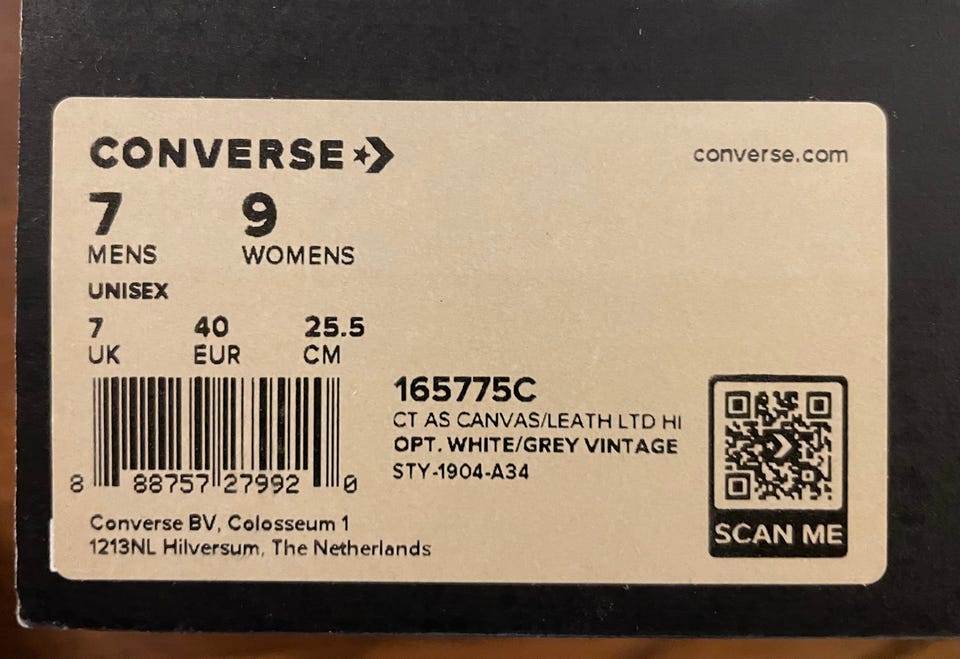 CONVERSE
converse.com
7 9
MENS WOMENS
UNISEX
7 40 25.5
UK EUR CM
165775C
CT AS CANVAS/LEATH LTD HI
OPT. WHITE/GREY VINTAGE
STY-1904-A34
8 88757 27992 0
SCAN ME
Converse BV, Colosseum 1
1213NL Hilversum, The Netherlands